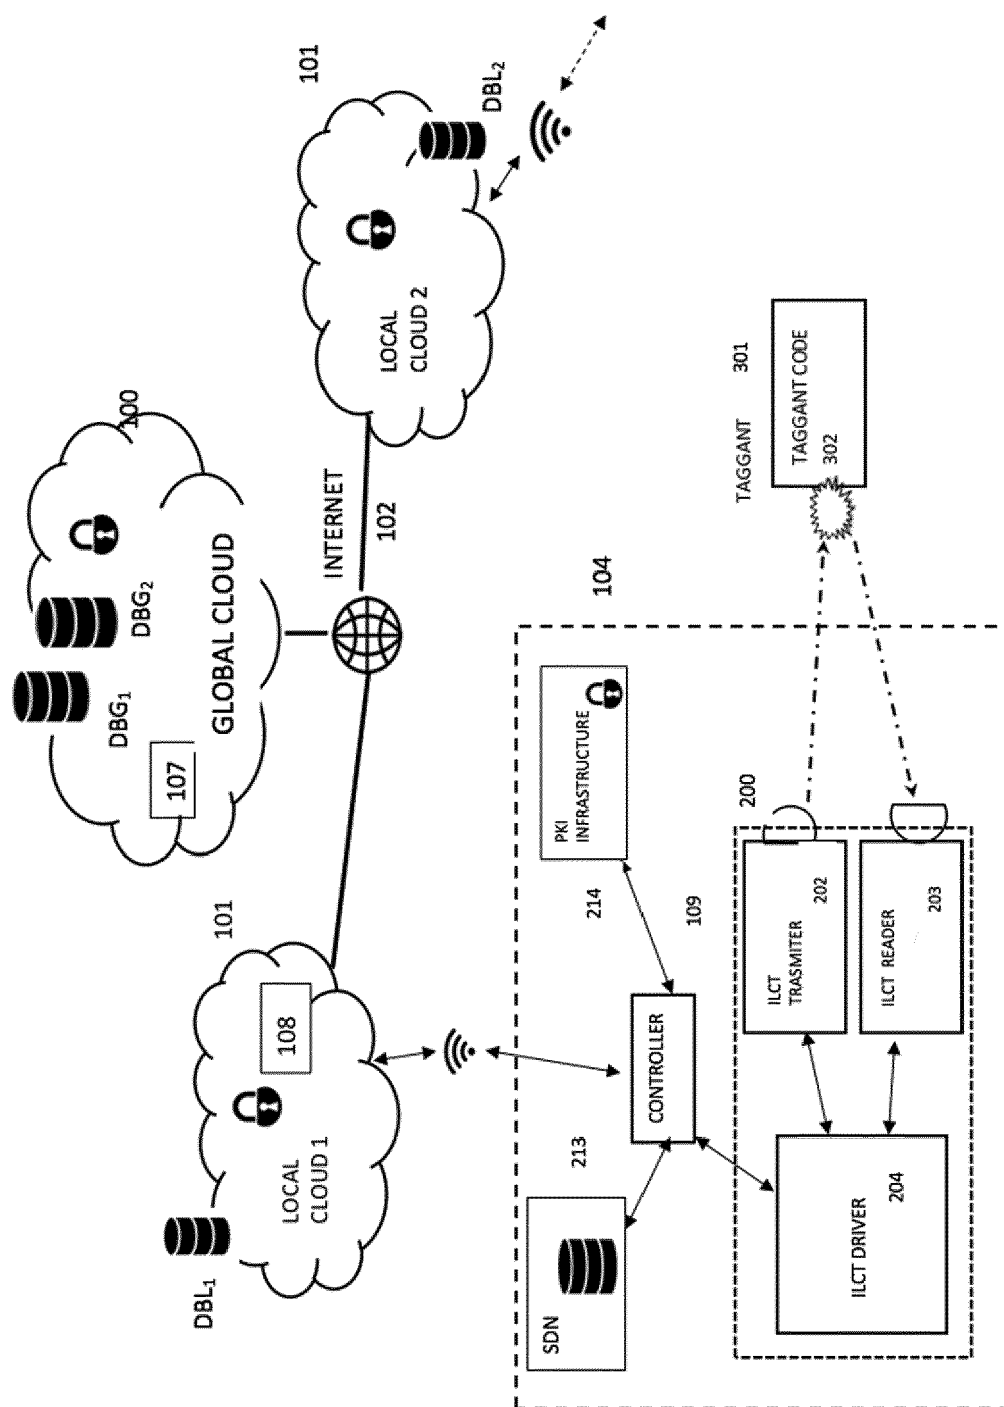 100
DBG1
DBG2
107
GLOBAL CLOUD
DBL1
101
101
LOCAL
CLOUD 1
108
INTERNET
102
LOCAL
CLOUD 2
DBL2
104
SDN
213
214
PKI
INFRASTRUCTURE
CONTROLLER
109
200
TAGGANT
301
ILCT
TRASMITER
202
TAGGANT CODE
302
ILCT DRIVER
204
ILCT READER
203